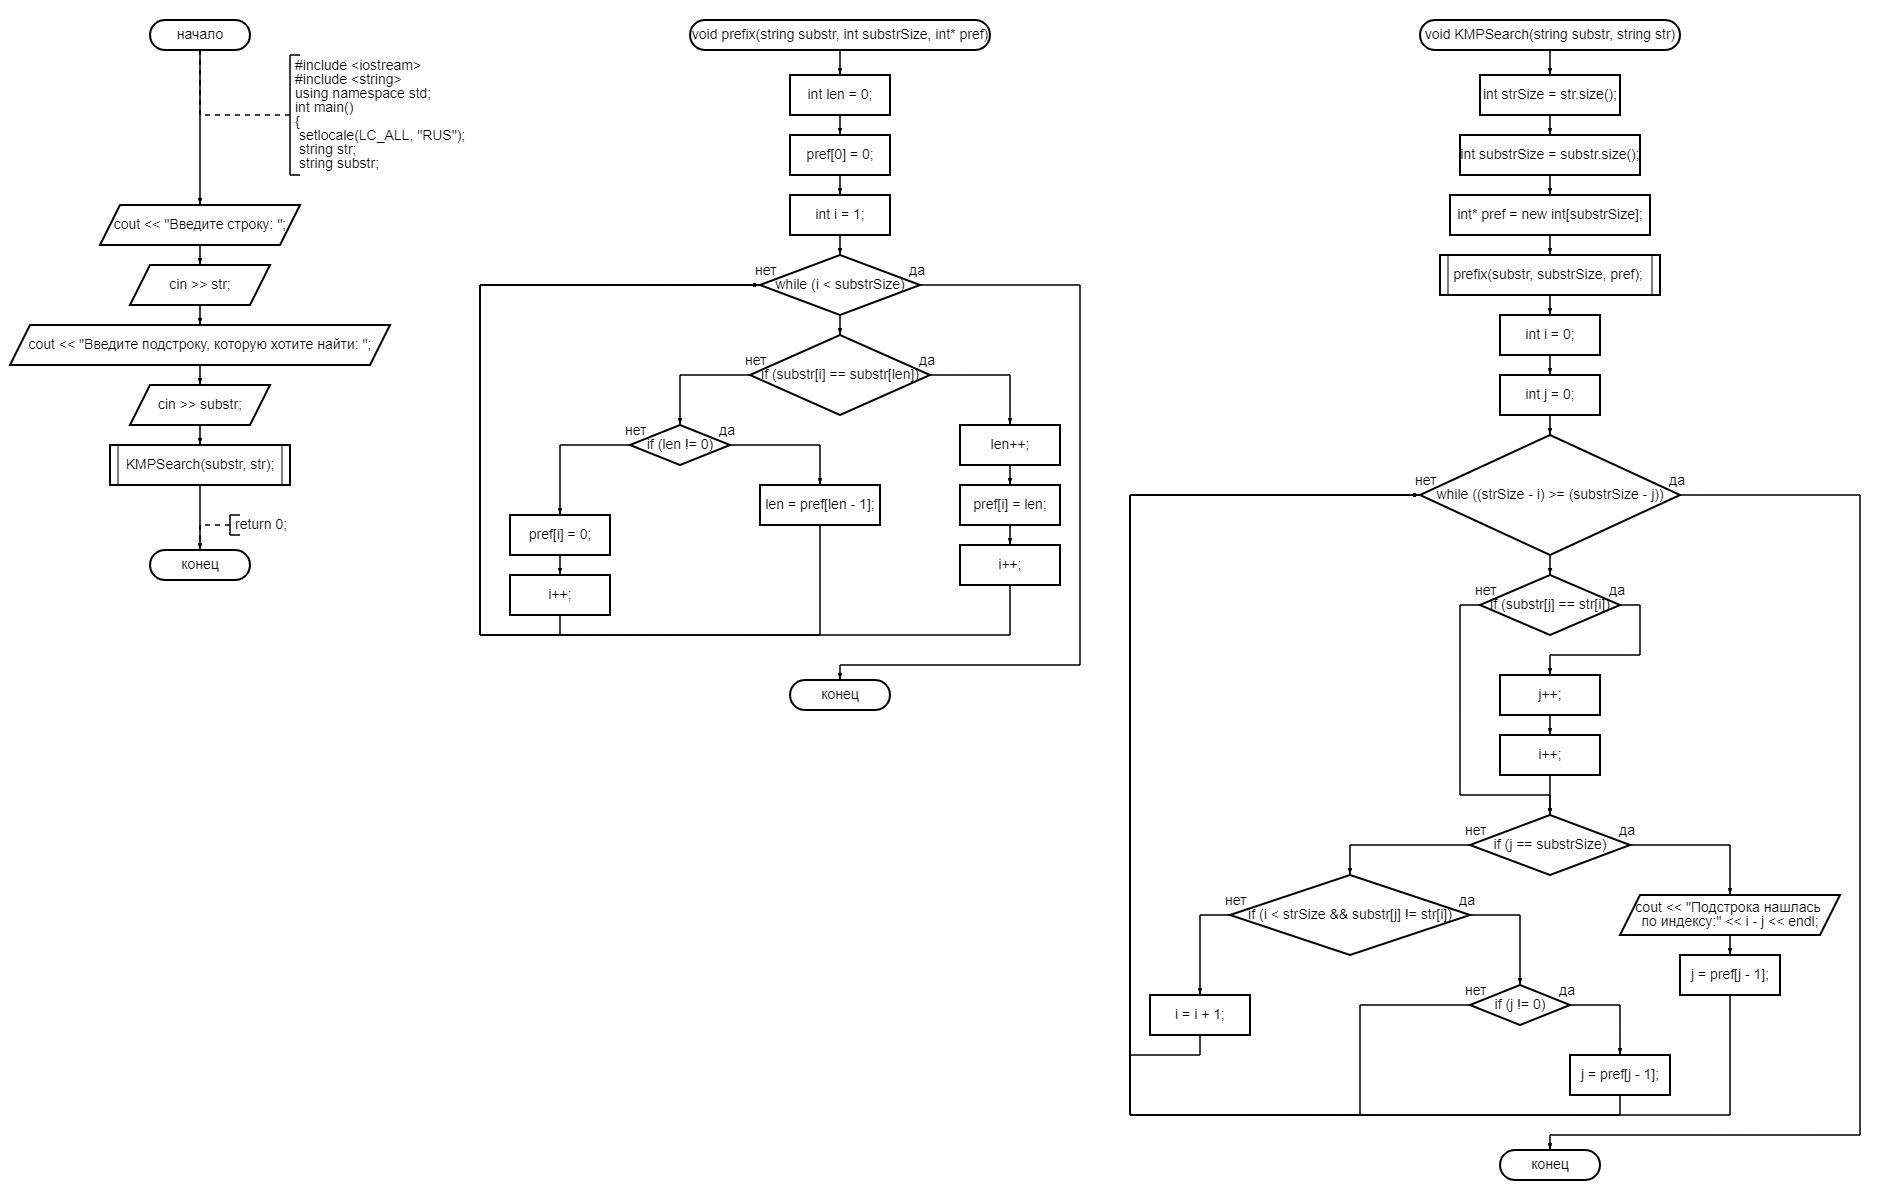 начало
#include <iostream>
#include <string>
using namespace std;
int main()
{
setlocale(LC_ALL, "RUS");
string str;
string substr;
cout << "Введите строку: ";
cin >> str;
cout << "Введите подстроку, которую хотите найти: ";
cin >> substr;
KMPSearch(substr, str);
return 0;
конец
void prefix(string substr, int substrSize, int* pref)
int len = 0;
pref[0] = 0;
int i = 1;
нет
да
while (i < substrSize)
нет
да
if (substr[i] == substr[len])
нет
да
if (len != 0)
len++;
len = pref[len - 1];
pref[i] = len;
pref[i] = 0;
i++;
i++;
конец
void KMPSearch(string substr, string str)
int strSize = str.size();
int substrSize = substr.size();
int* pref = new int[substrSize];
prefix(substr, substrSize, pref);
int i = 0;
int j = 0;
нет
да
while ((strSize - i) >= (substrSize - j))
нет
да
if (substr[j] == str[i])
j++;
i++;
нет
да
if (j == substrSize)
нет
да
if (i < strSize && substr[j] != str[i])
cout << "Подстрока нашлась
по индексу:" << i - j << endl;
j = pref[j - 1];
нет
да
if (j != 0)
i = i + 1;
j = pref[j - 1];
конец